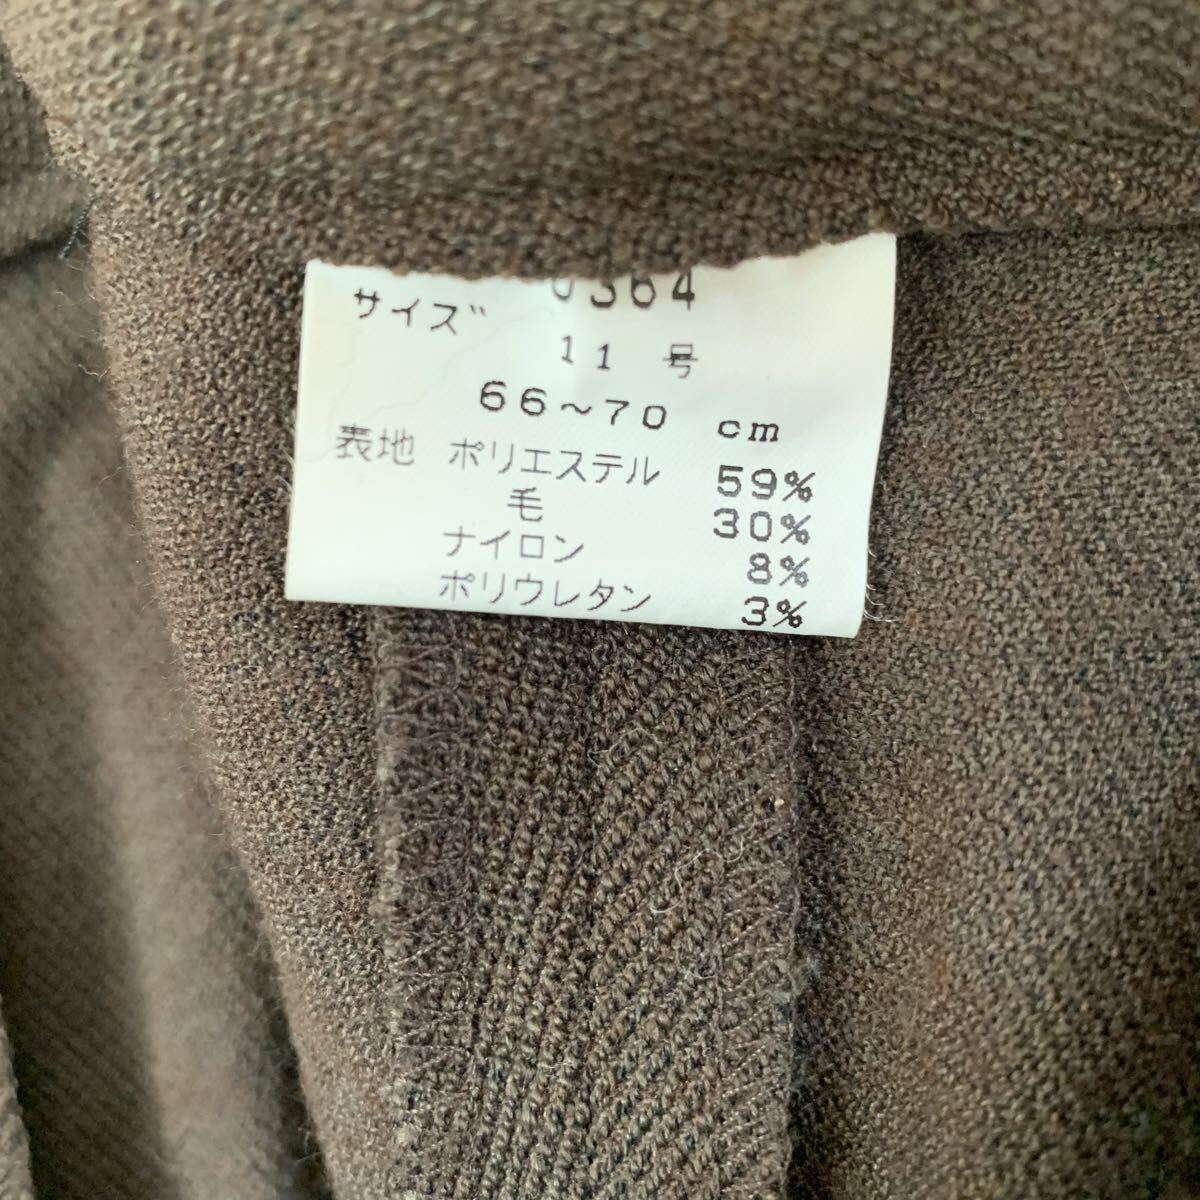 0364
サイズ
11 号
66~70 cm
表地 ポリエステル 59%
毛 30%
ナイロン 8%
ポリウレタン 3%